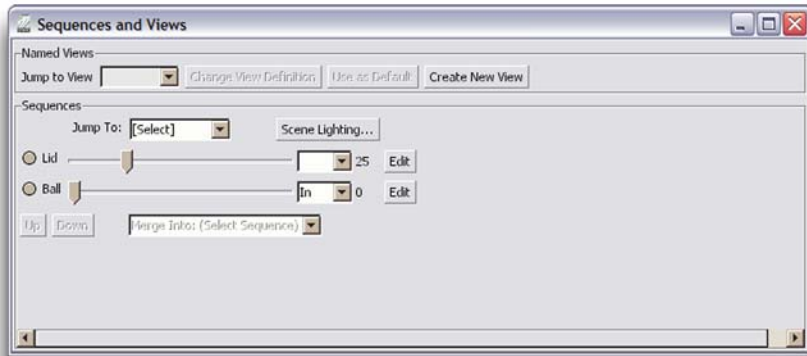 Sequences and Views
Named Views
Jump to View Change View Definition Use as Default Create New View
Sequences
Jump To: [Select] Scene Lighting...
Lid 25 Edit
Ball In 0 Edit
Up Down Merge Into: (Select Sequence)